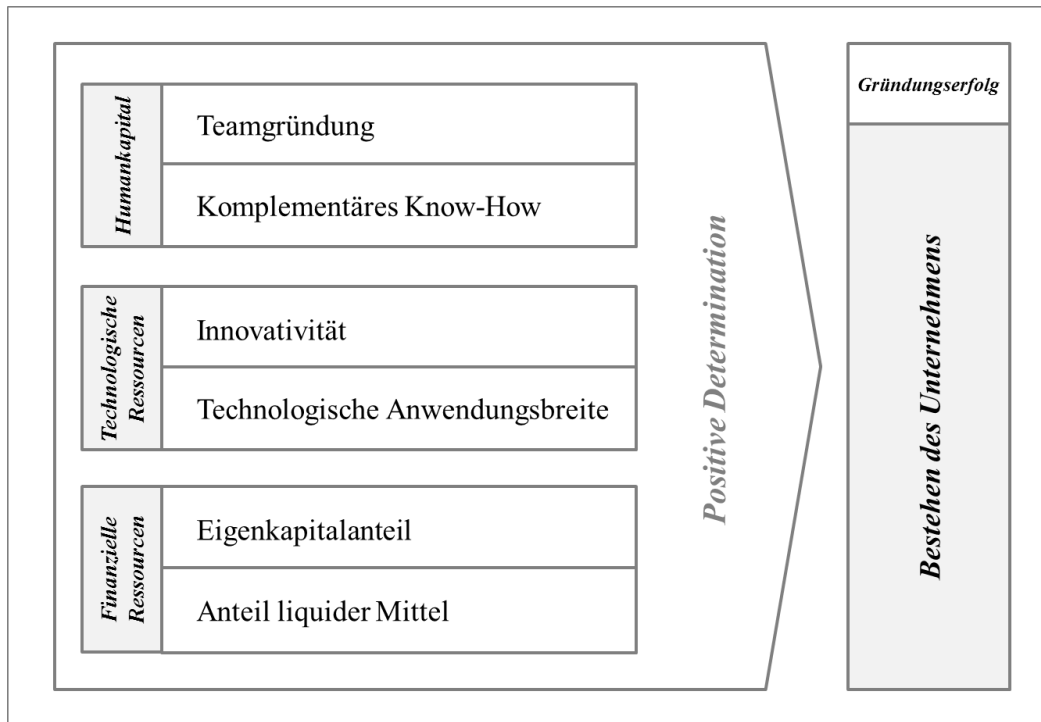 Humankapital
Teamgründung
Komplementäres Know-How
Technologische
Ressourcen
Innovativität
Technologische Anwendungsbreite
Finanzielle
Ressourcen
Eigenkapitalanteil
Anteil liquider Mittel
Positive Determination
Gründungserfolg
Bestehen des Unternehmens